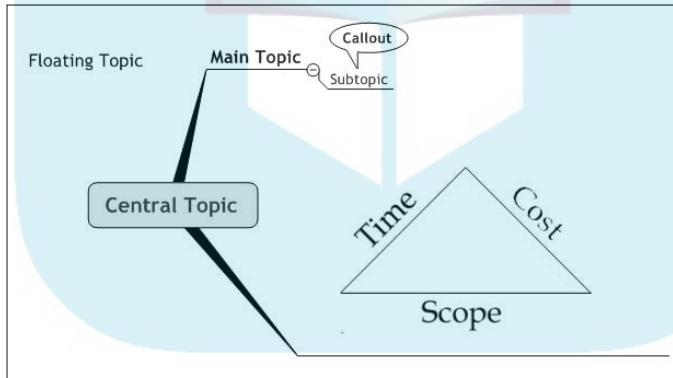 Callout
Main Topic
Floating Topic
Subtopic
Central Topic
Time
Cost
Scope